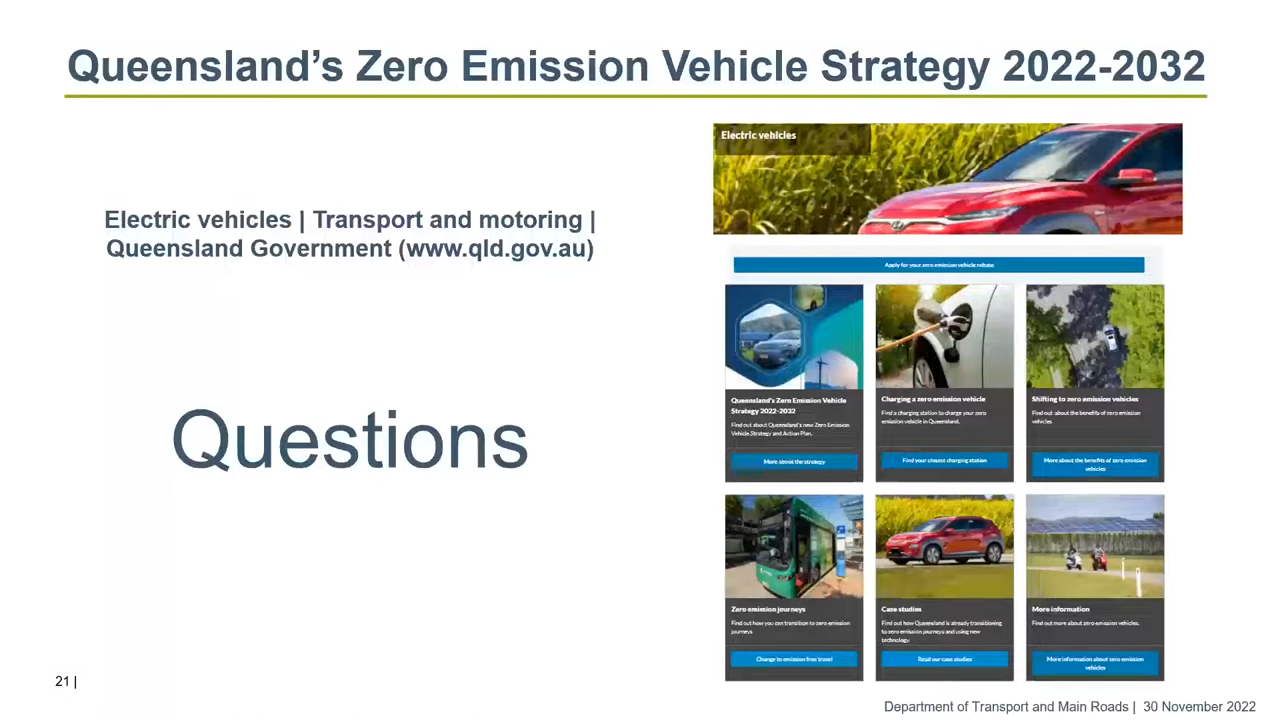 Queensland’s Zero Emission Vehicle Strategy 2022-2032
Electric vehicles | Transport and motoring |
Queensland Government (www.qld.gov.au)
Questions
Electric vehicles
Apply for your zero emission vehicle rebate.
Queensland's Zero Emission Vehicle
Strategy 2022-2032
Find out about Queensland's new Zero Emission
Vehicle Strategy and Action Plan.
More about the strategy
Charging a zero emission vehicle
Find a charging station to charge your zero
emission vehicle in Queensland.
Find your closest charging station
Shifting to zero emission vehicles
Find out about the benefits of zero emission
vehicles
More about the benefits of zero emission
vehicles
Zero emission journeys
Find out how you can transition to zero emission
journeys
Change to emission free travel
Case studies
Find out how Queensland is already transitioning
to zero emission journeys and using new
technology.
Read our case studies
More information
Find out more about zero emission vehicles.
More information about zero emission
vehicles
21 |
Department of Transport and Main Roads | 30 November 2022